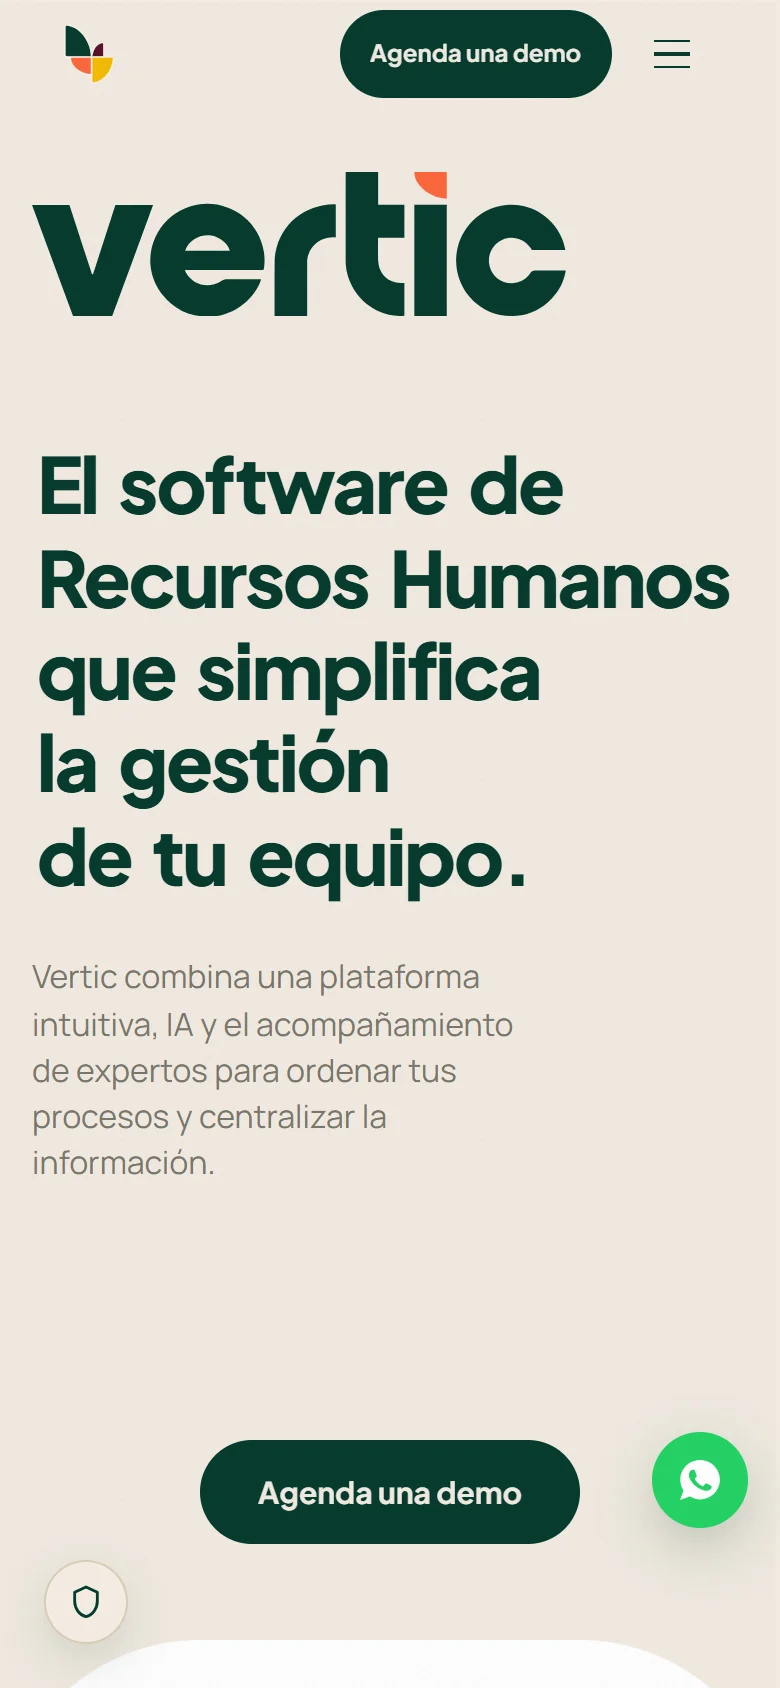 Agenda una demo
vertic
El software de
Recursos Humanos
que simplifica
la gestión
de tu equipo.
Vertic combina una plataforma
intuitiva, IA y el acompañamiento
de expertos para ordenar tus
procesos y centralizar la
información.
Agenda una demo